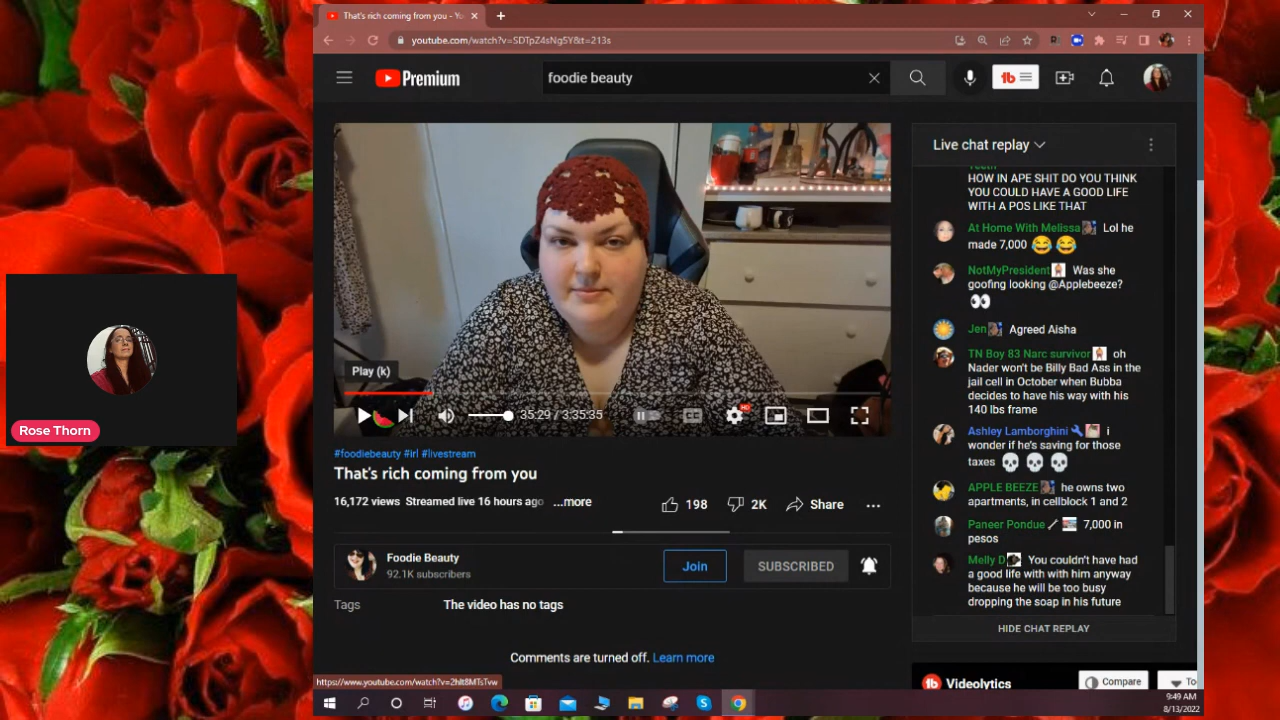 That's rich coming from you - Yo
youtube.com/watch?v=SDTpZ4sNg5Y&t=213s
Premium
foodie beauty
Live chat replay
HOW IN APE SHIT DO YOU THINK
YOU COULD HAVE A GOOD LIFE
WITH A POS LIKE THAT
At Home With Melissa Lol he
made 7,000
NotMyPresident Was she
goofing looking @Applebeeze?
Jen Agreed Aisha
TN Boy 83 Narc survivor oh
Nader won't be Billy Bad Ass in the
jail cell in October when Bubba
decides to have his way with his
140 lbs frame
Ashley Lamborghini i
wonder if he's saving for those
taxes
APPLE BEEZE he owns two
apartments, in cellblock 1 and 2
Paneer Pondue 7,000 in
pesos
Melly D You couldn't have had
a good life with with him anyway
because he will be too busy
dropping the soap in his future
HIDE CHAT REPLAY
Play (k)
35:29 / 3:35:35
CC
HD
#foodiebeauty #irl #livestream
That's rich coming from you
16,172 views Streamed live 16 hours ago ...more
198
2K
Share
Foodie Beauty
92.1K subscribers
Join
SUBSCRIBED
Tags
The video has no tags
Comments are turned off. Learn more
Videolytics
Compare
To
https://www.youtube.com/watch?v=2hlt8MTsTvw
9:49 AM
8/13/2022
Rose Thorn